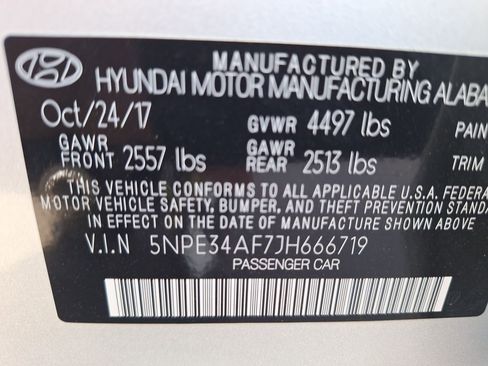 MANUFACTURED BY
HYUNDAI MOTOR MANUFACTURING ALABA
Oct/24/17 GVWR 4497 lbs PAIN
GAWR FRONT 2557 lbs GAWR REAR 2513 lbs TRIM
THIS VEHICLE CONFORMS TO ALL APPLICABLE U.S.A. FEDERA
MOTOR VEHICLE SAFETY, BUMPER, AND THEFT PREVENTION STANDA
IN EFFECT ON THE DATE OF MANUFACTURE SHOWN ABOVE
V.I.N 5NPE34AF7JH666719
PASSENGER CAR